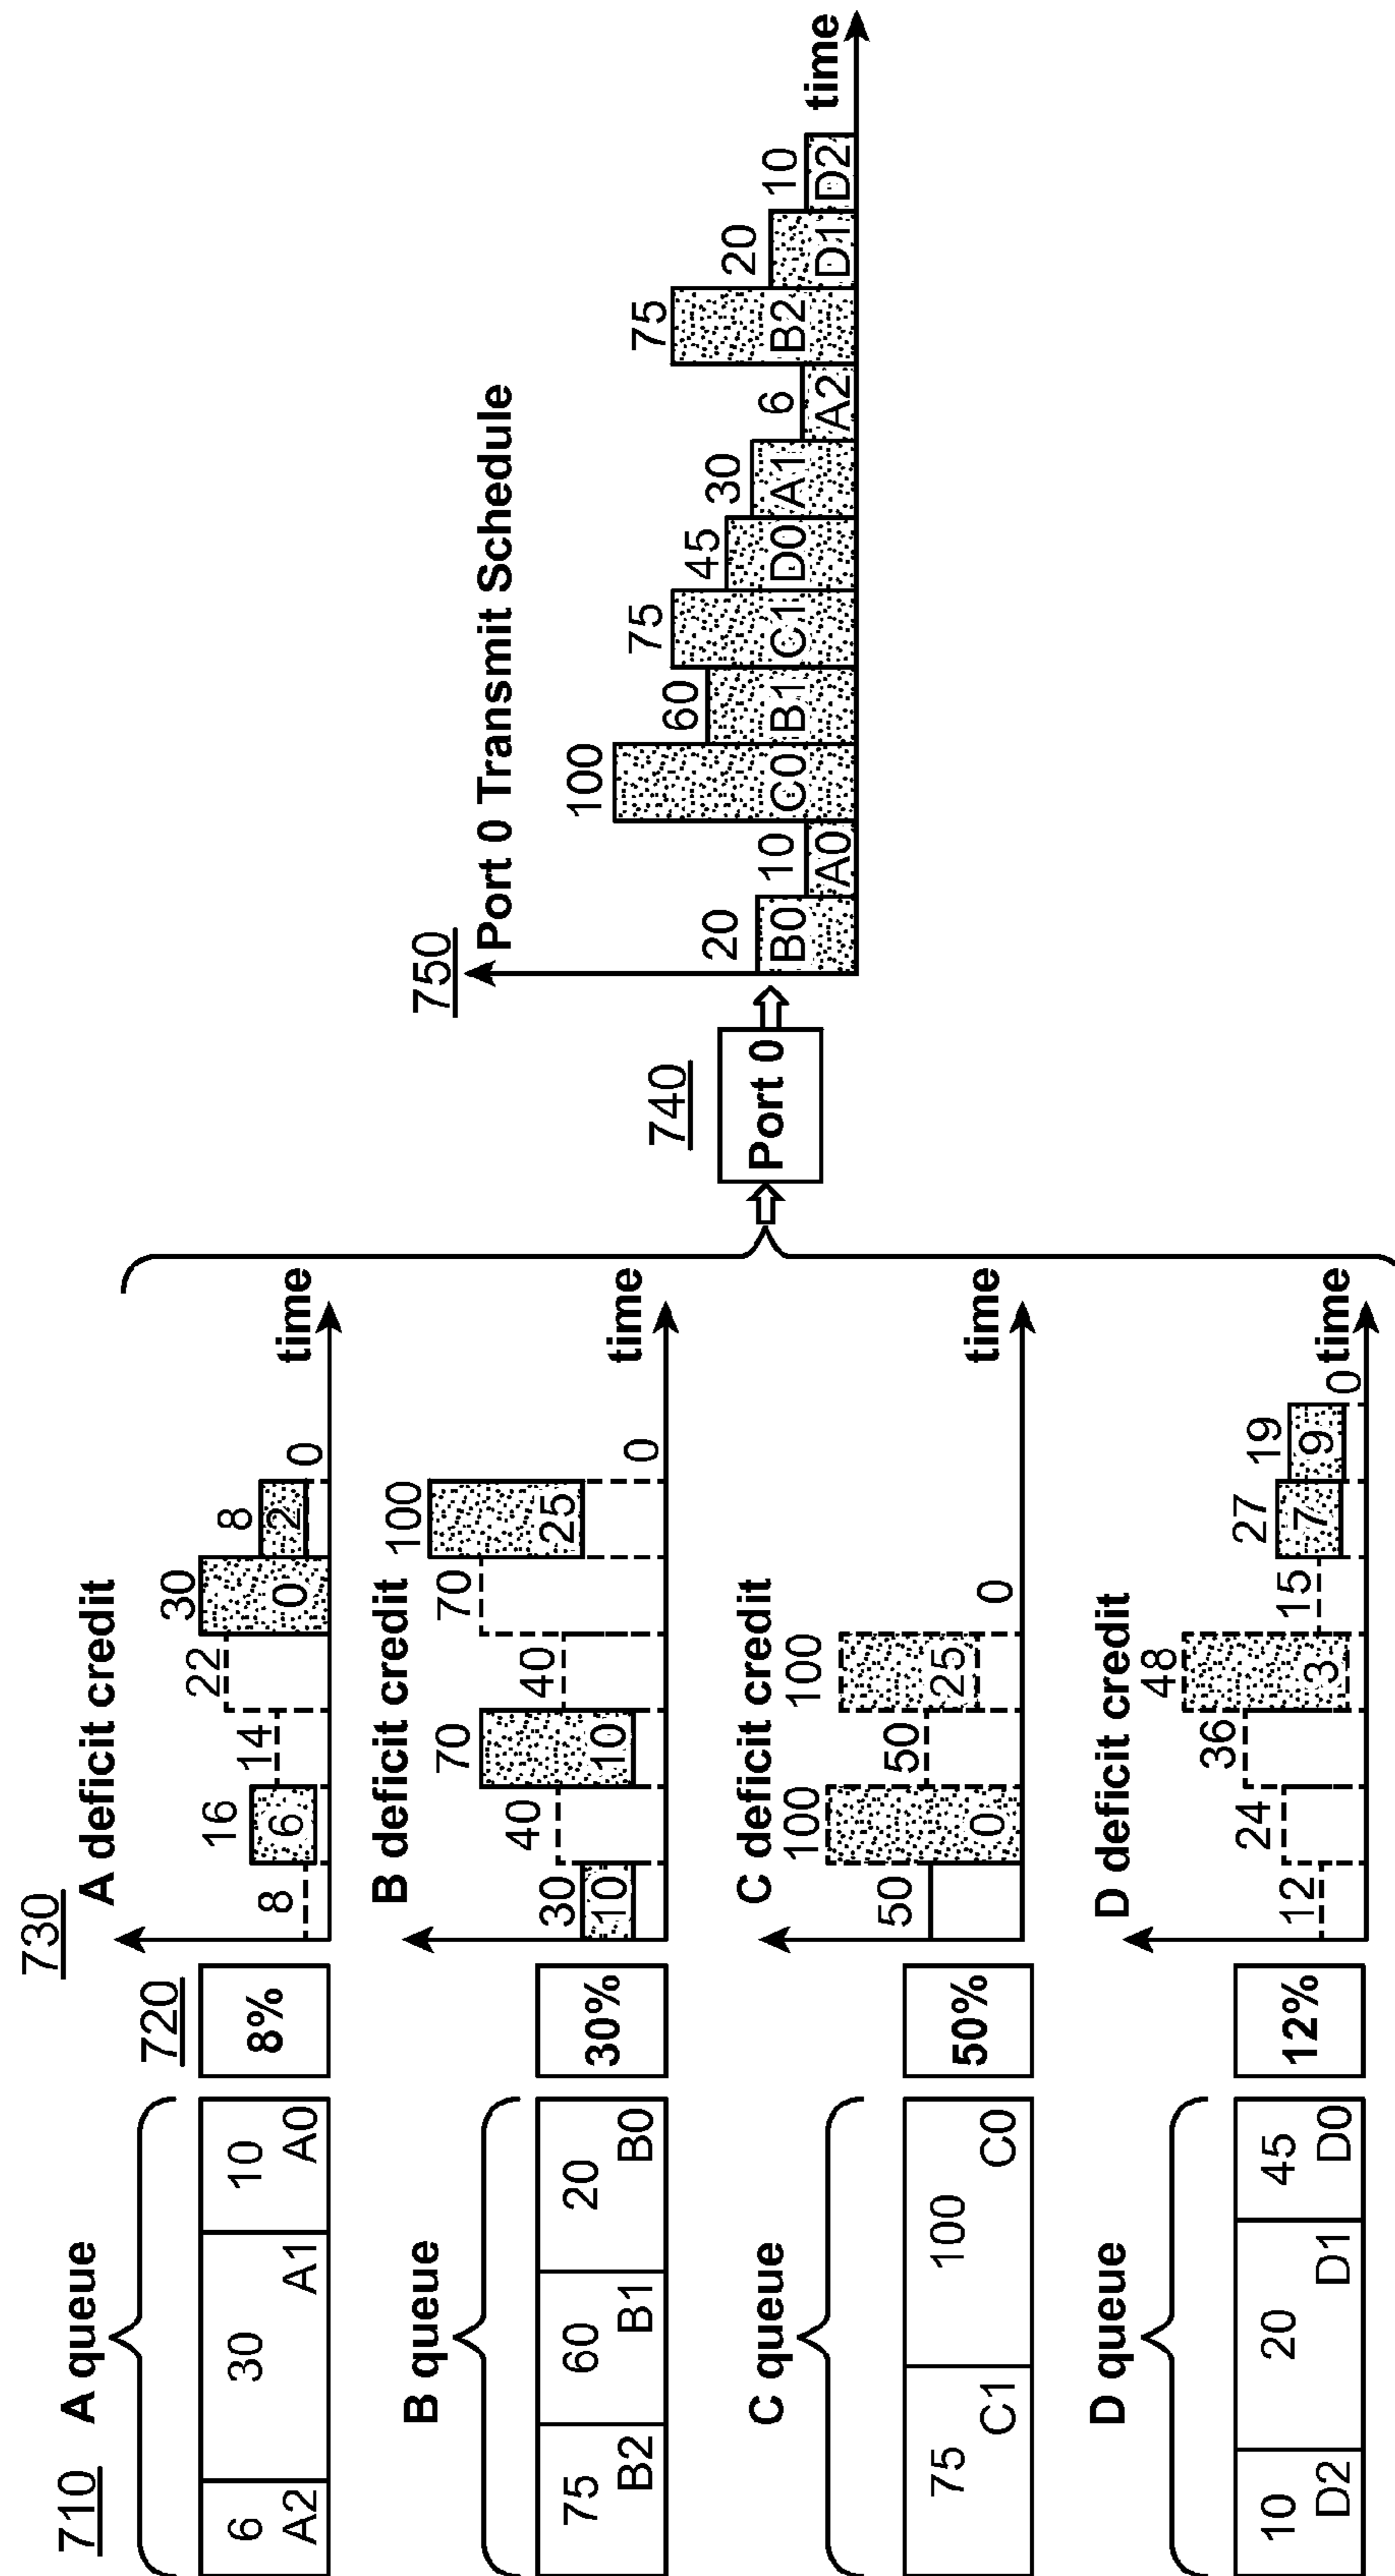 710
A queue
6
A2
30
A1
10
A0
720
8%
730
A deficit credit
8
16
6
14
22
30
0
8
2
0
time
B queue
75
B2
60
B1
20
B0
30%
B deficit credit
30
10
40
70
10
40
70
100
25
0
time
C queue
75
C1
100
C0
50%
C deficit credit
50
100
0
50
100
25
0
time
D queue
10
D2
20
D1
45
D0
12%
D deficit credit
12
24
36
48
3
15
27
7
19
9
0
time
740
Port 0
750
Port 0 Transmit Schedule
20
B0
10
A0
100
C0
60
B1
75
C1
45
D0
30
A1
6
A2
75
B2
20
D1
10
D2
time